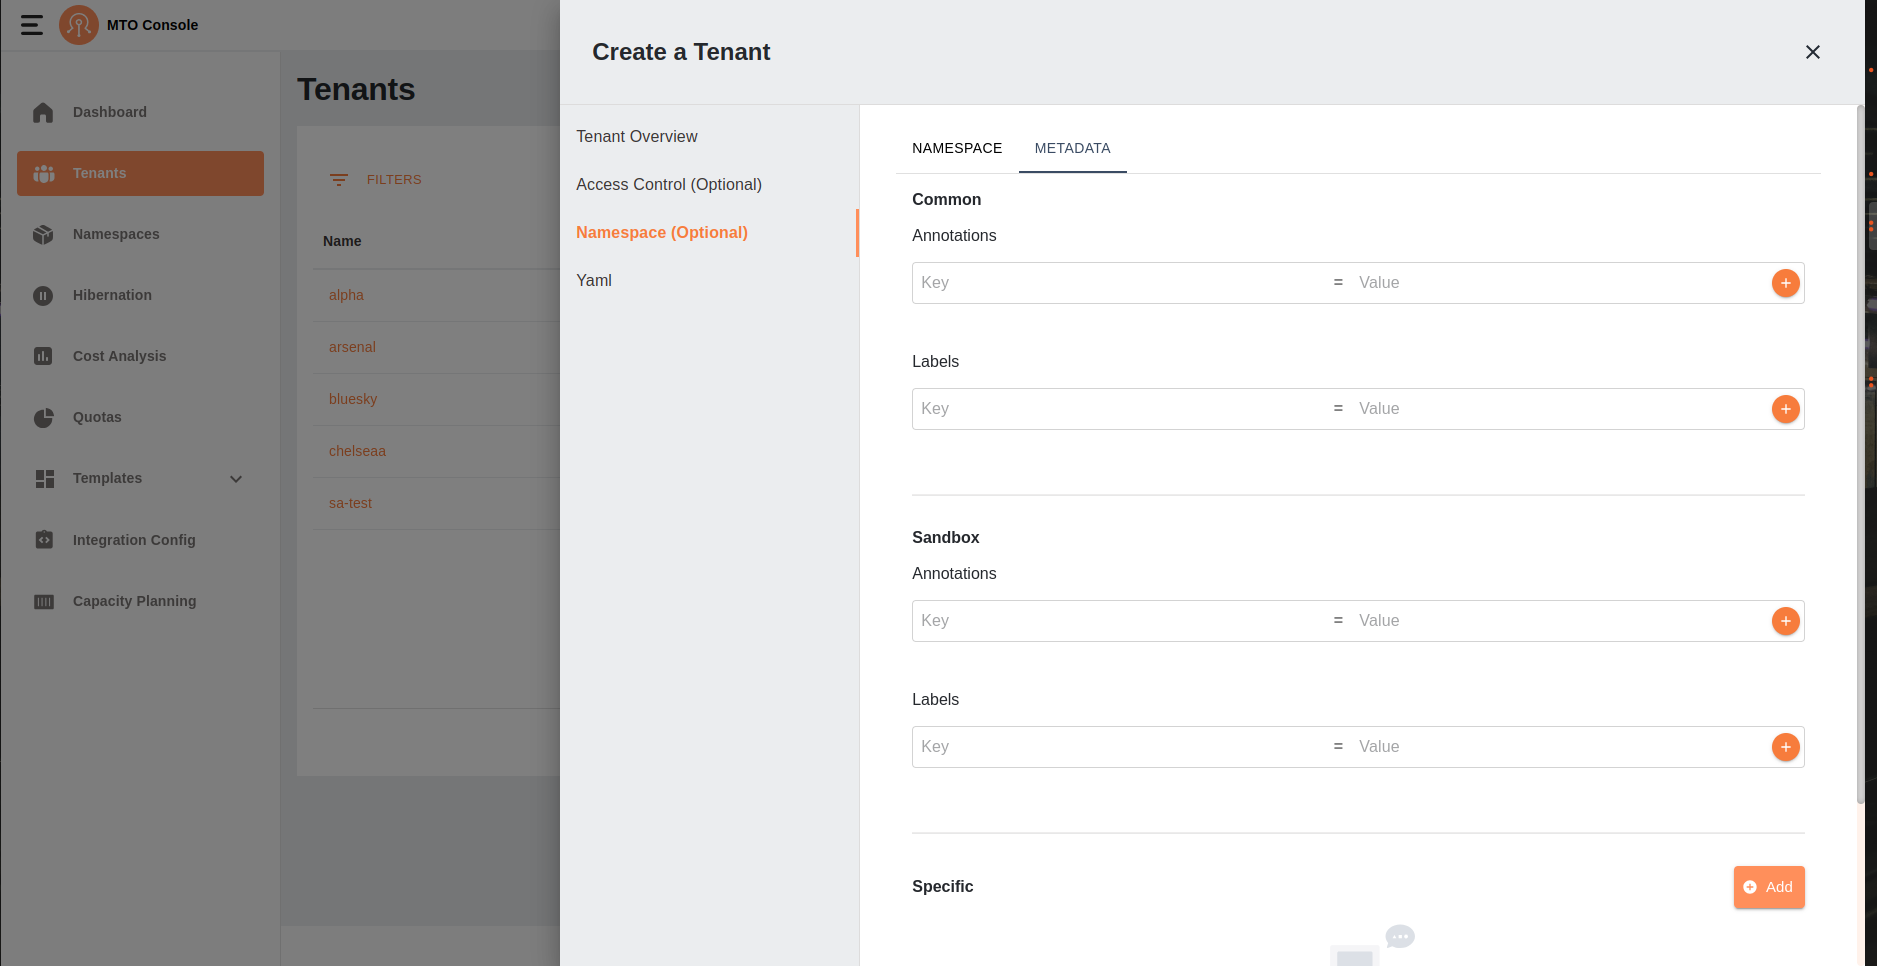 MTO Console
Dashboard
Tenants
Namespaces
Hibernation
Cost Analysis
Quotas
Templates
Integration Config
Capacity Planning
Tenants
FILTERS
Name
alpha
arsenal
bluesky
chelseaa
sa-test
Create a Tenant
Tenant Overview
Access Control (Optional)
Namespace (Optional)
Yaml
NAMESPACE METADATA
Common
Annotations
Key = Value
Labels
Key = Value
Sandbox
Annotations
Key = Value
Labels
Key = Value
Specific
Add